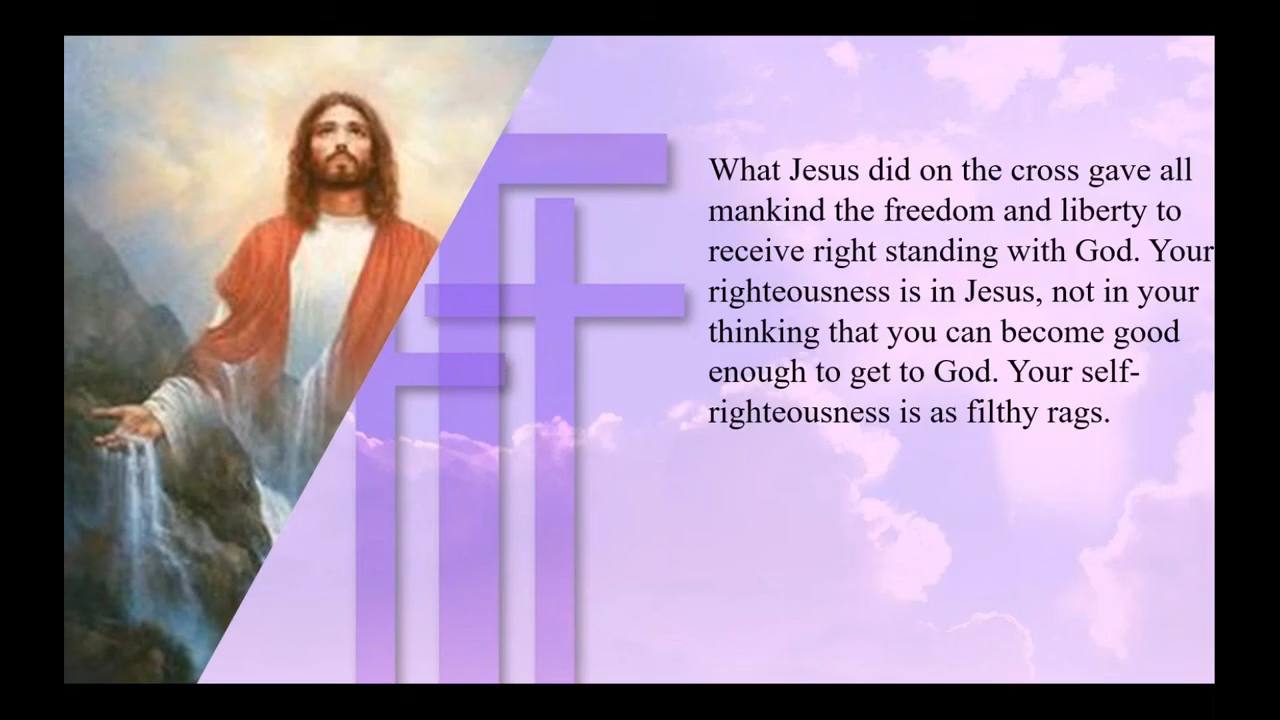 What Jesus did on the cross gave all
mankind the freedom and liberty to
receive right standing with God. Your
righteousness is in Jesus, not in your
thinking that you can become good
enough to get to God. Your self-
righteousness is as filthy rags.